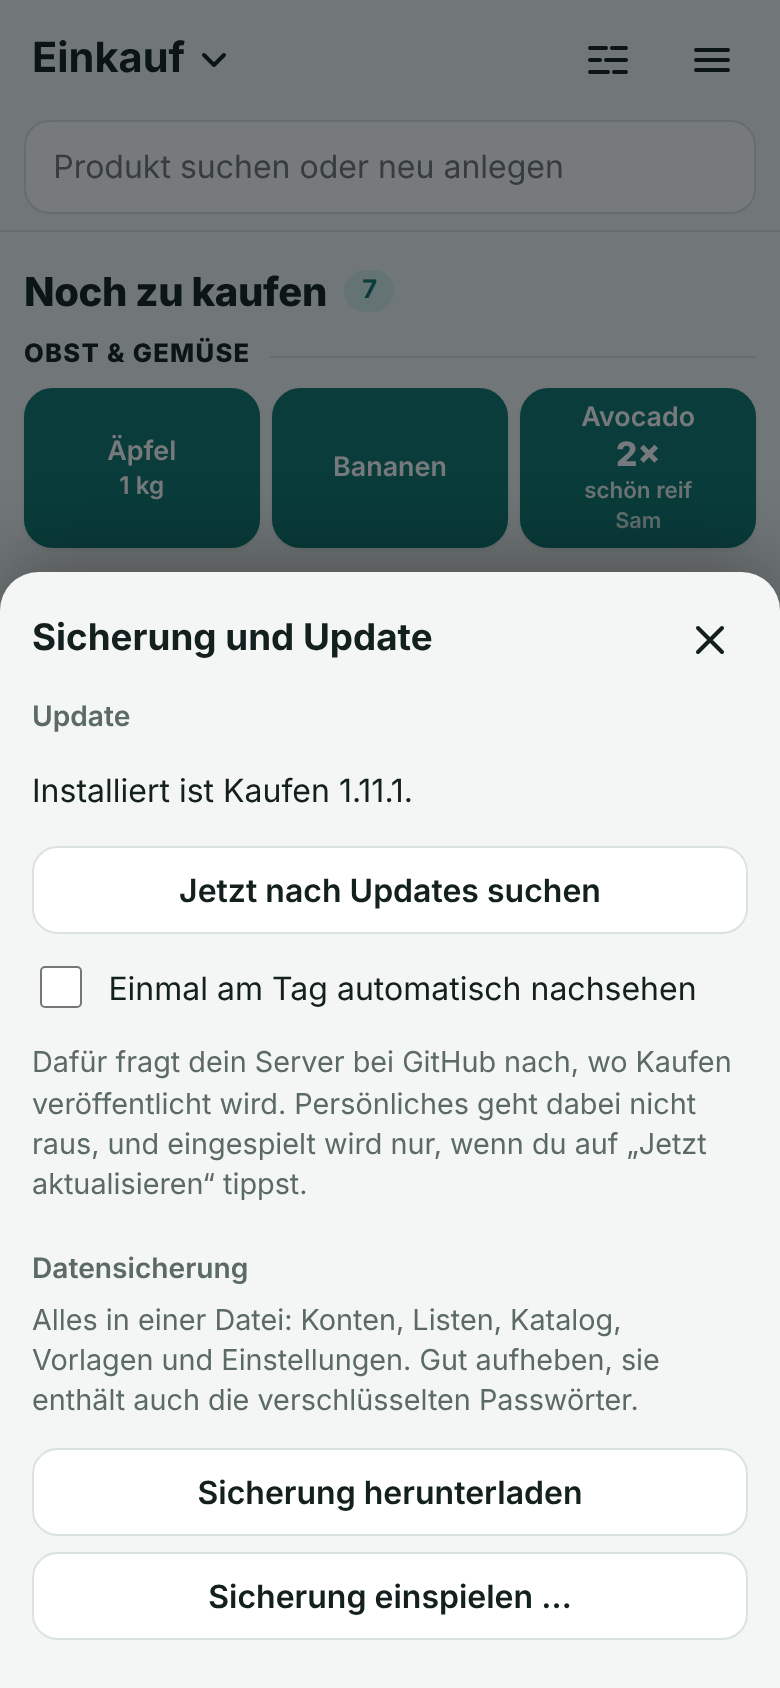 Einkauf
Produkt suchen oder neu anlegen
Noch zu kaufen 7
OBST & GEMÜSE
Äpfel
1 kg
Bananen
Avocado
2×
schön reif
Sam
Sicherung und Update
Update
Installiert ist Kaufen 1.11.1.
Jetzt nach Updates suchen
Einmal am Tag automatisch nachsehen
Dafür fragt dein Server bei GitHub nach, wo Kaufen
veröffentlicht wird. Persönliches geht dabei nicht
raus, und eingespielt wird nur, wenn du auf „Jetzt
aktualisieren“ tippst.
Datensicherung
Alles in einer Datei: Konten, Listen, Katalog,
Vorlagen und Einstellungen. Gut aufheben, sie
enthält auch die verschlüsselten Passwörter.
Sicherung herunterladen
Sicherung einspielen …